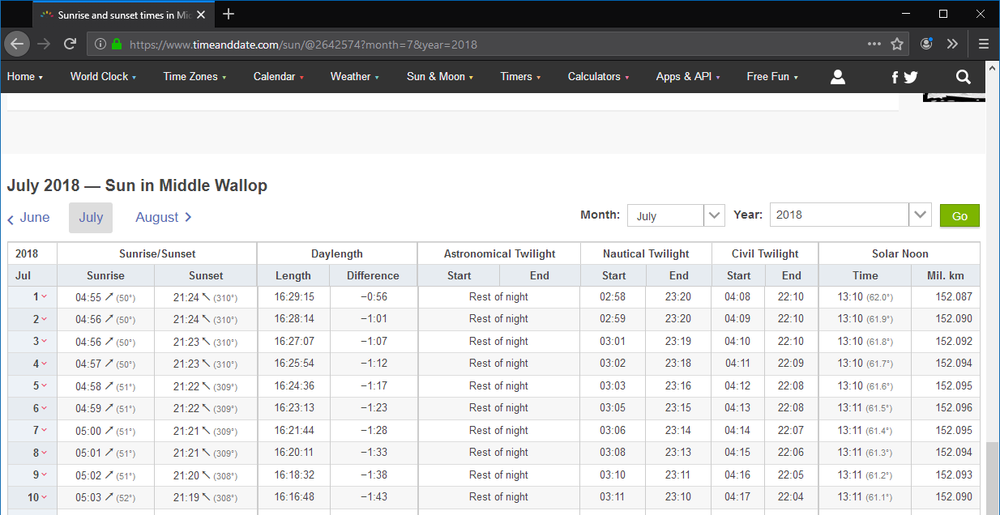 Sunrise and sunset times in Mic
https://www.timeanddate.com/sun/@2642574?month=7&year=2018
Home World Clock Time Zones Calendar Weather Sun & Moon Timers Calculators Apps & API Free Fun
July 2018 — Sun in Middle Wallop
June July August Month: July Year: 2018 Go
2018 Sunrise/Sunset Daylength Astronomical Twilight Nautical Twilight Civil Twilight Solar Noon
Jul Sunrise Sunset Length Difference Start End Start End Start End Time Mil. km
1 04:55 (50°) 21:24 (310°) 16:29:15 −0:56 Rest of night 02:58 23:20 04:08 22:10 13:10 (62.0°) 152.087
2 04:56 (50°) 21:24 (310°) 16:28:14 −1:01 Rest of night 02:59 23:20 04:09 22:10 13:10 (61.9°) 152.090
3 04:56 (50°) 21:23 (310°) 16:27:07 −1:07 Rest of night 03:01 23:19 04:10 22:10 13:10 (61.8°) 152.092
4 04:57 (50°) 21:23 (310°) 16:25:54 −1:12 Rest of night 03:02 23:18 04:11 22:09 13:10 (61.7°) 152.094
5 04:58 (51°) 21:22 (309°) 16:24:36 −1:17 Rest of night 03:03 23:16 04:12 22:08 13:10 (61.6°) 152.095
6 04:59 (51°) 21:22 (309°) 16:23:13 −1:23 Rest of night 03:05 23:15 04:13 22:08 13:11 (61.5°) 152.096
7 05:00 (51°) 21:21 (309°) 16:21:44 −1:28 Rest of night 03:06 23:14 04:14 22:07 13:11 (61.4°) 152.095
8 05:01 (51°) 21:21 (309°) 16:20:11 −1:33 Rest of night 03:08 23:13 04:15 22:06 13:11 (61.3°) 152.094
9 05:02 (51°) 21:20 (308°) 16:18:32 −1:38 Rest of night 03:10 23:11 04:16 22:05 13:11 (61.2°) 152.093
10 05:03 (52°) 21:19 (308°) 16:16:48 −1:43 Rest of night 03:11 23:10 04:17 22:04 13:11 (61.1°) 152.090